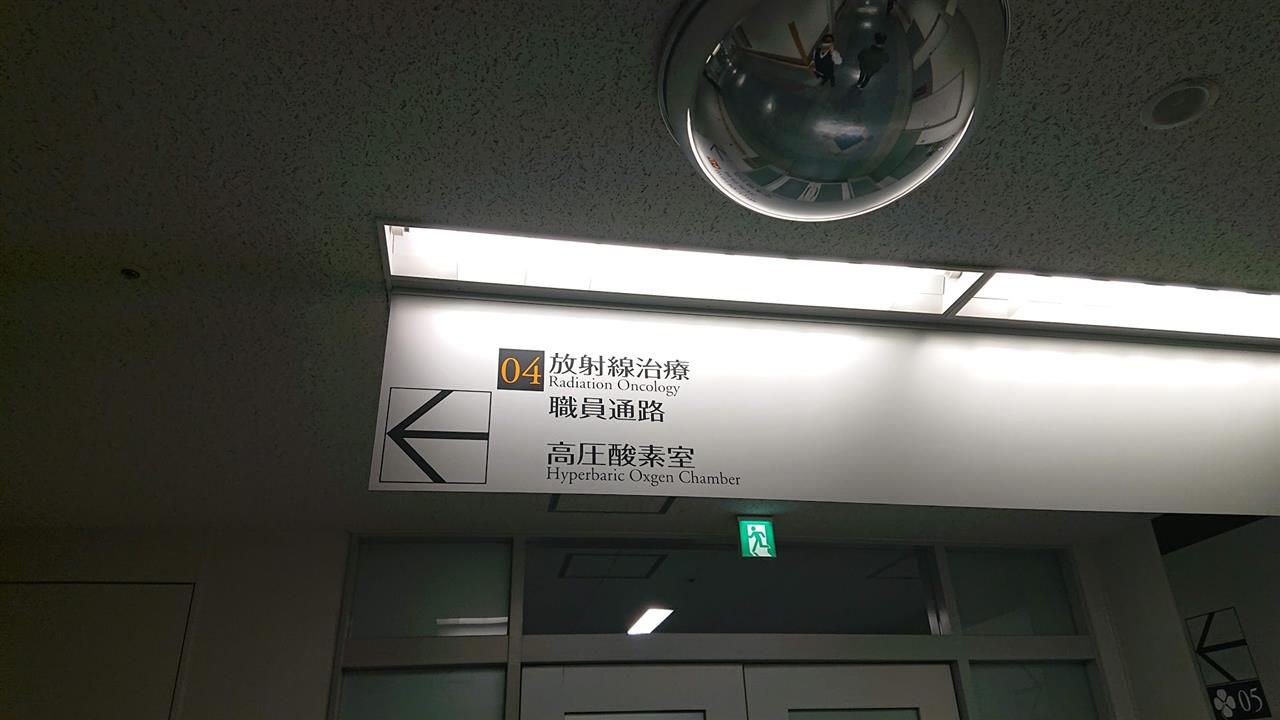 04 放射線治療
Radiation Oncology
職員通路
高圧酸素室
Hyperbaric Oxgen Chamber
05